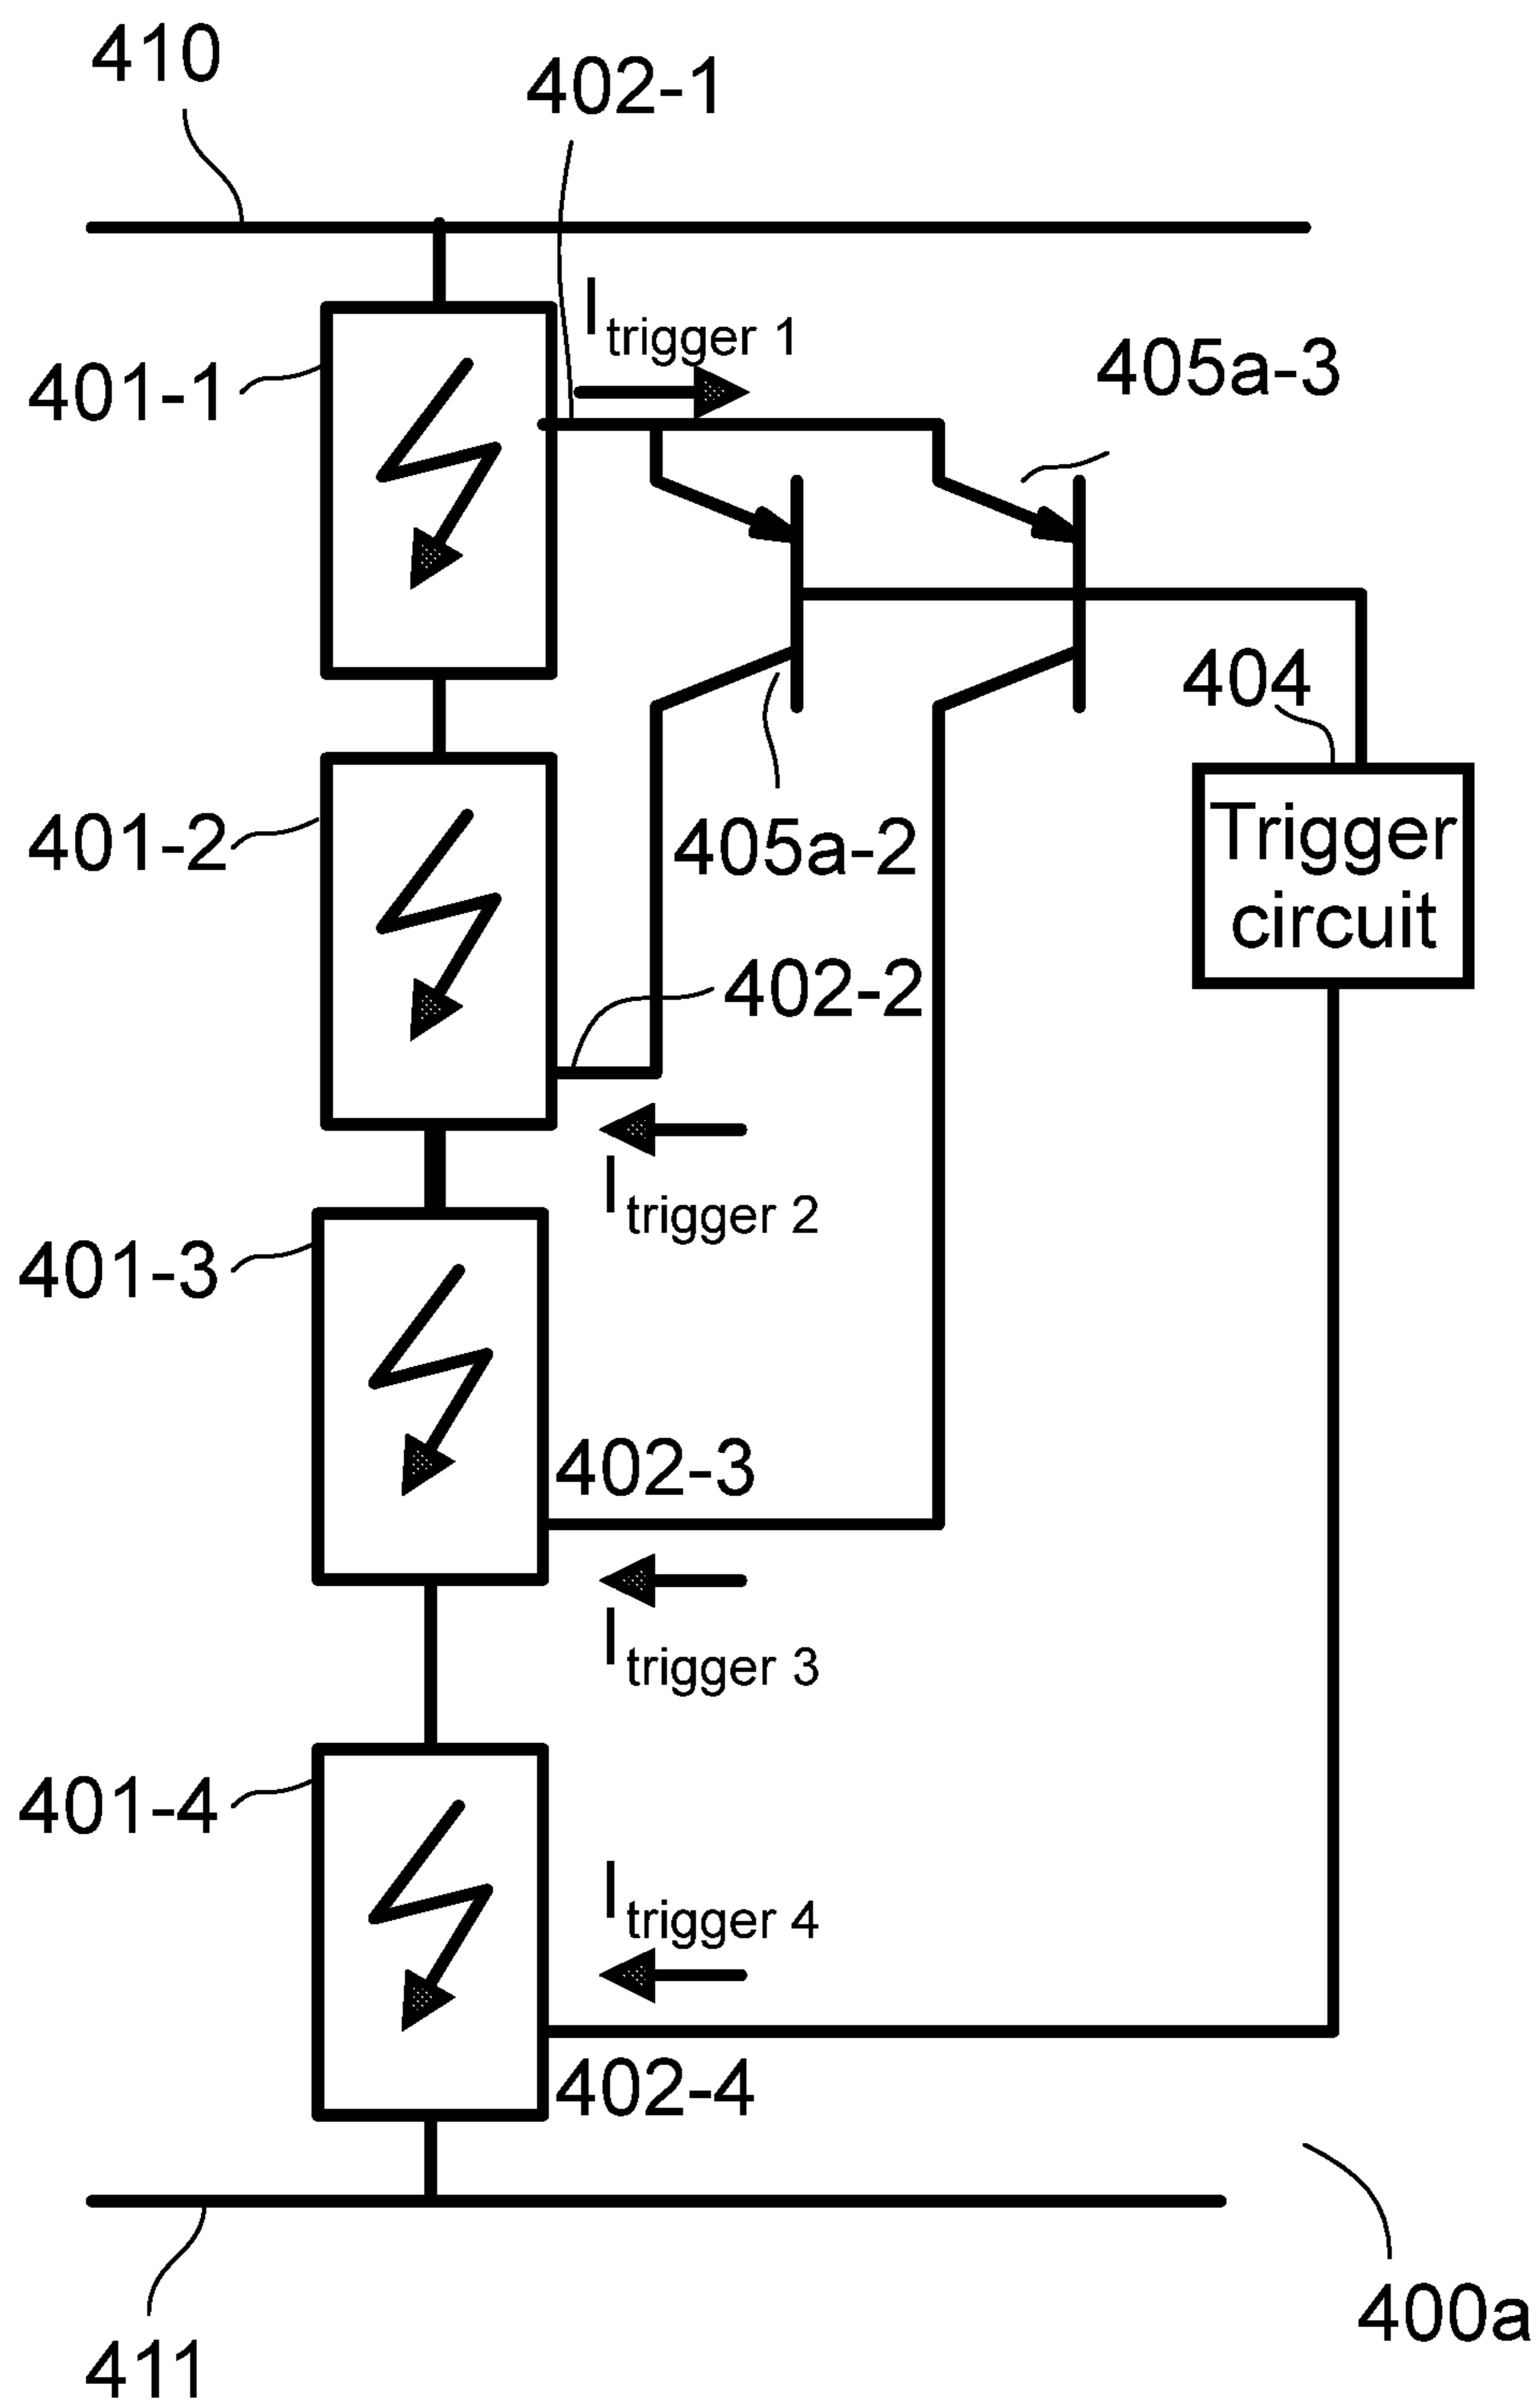 410
402-1
I trigger 1
405a-3
401-1
404
Trigger
circuit
401-2
405a-2
402-2
I trigger 2
401-3
402-3
I trigger 3
401-4
I trigger 4
402-4
400a
411